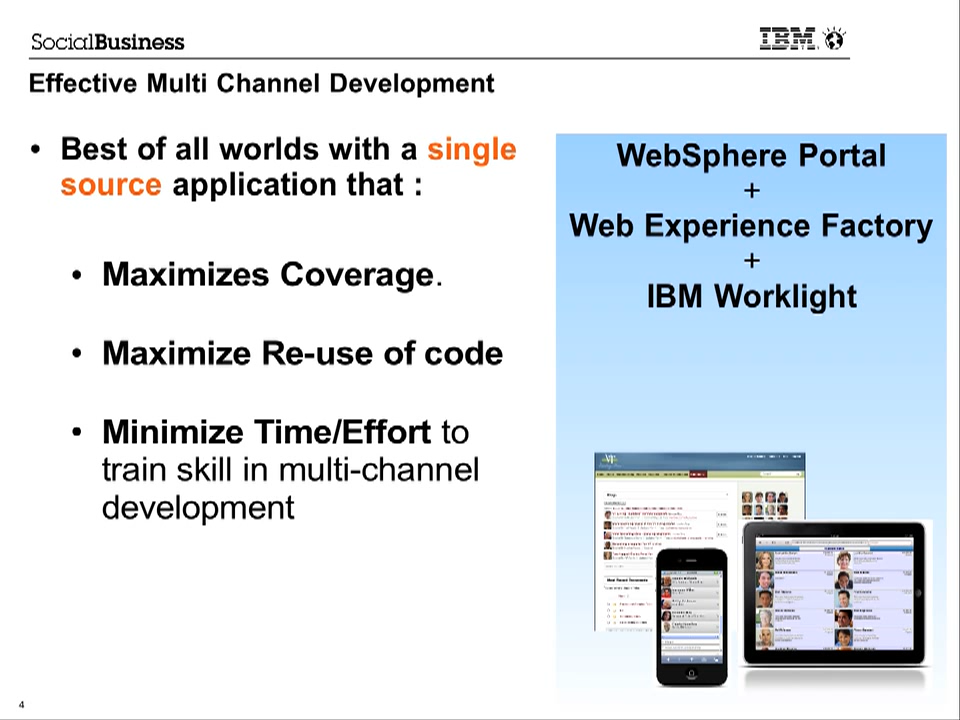 SocialBusiness
IBM
Effective Multi Channel Development
• Best of all worlds with a single
source application that :
• Maximizes Coverage.
• Maximize Re-use of code
• Minimize Time/Effort to
train skill in multi-channel
development
WebSphere Portal
+
Web Experience Factory
+
IBM Worklight
4